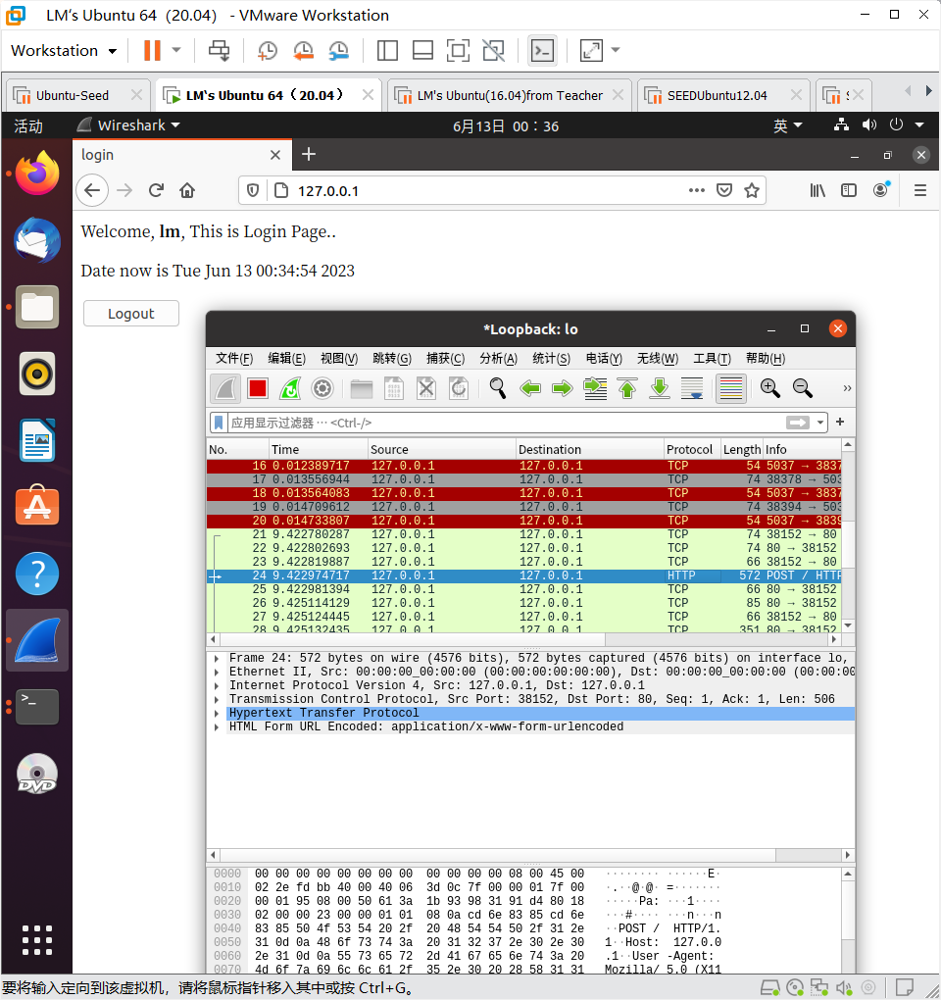 LM's Ubuntu 64（20.04） - VMware Workstation
Workstation
Ubuntu-Seed
LM's Ubuntu 64（20.04）
LM's Ubuntu(16.04)from Teacher
SEEDUbuntu12.04
活动
Wireshark
6月13日 00：36
英
login
127.0.0.1
Welcome, lm, This is Login Page..
Date now is Tue Jun 13 00:34:54 2023
Logout
*Loopback: lo
文件(F) 编辑(E) 视图(V) 跳转(G) 捕获(C) 分析(A) 统计(S) 电话(Y) 无线(W) 工具(T) 帮助(H)
应用显示过滤器 … <Ctrl-/>
No. Time Source Destination Protocol Length Info
16 0.012389717 127.0.0.1 127.0.0.1 TCP 54 5037 → 3837
17 0.013556944 127.0.0.1 127.0.0.1 TCP 74 38378 → 503
18 0.013564083 127.0.0.1 127.0.0.1 TCP 54 5037 → 3837
19 0.014709612 127.0.0.1 127.0.0.1 TCP 74 38394 → 503
20 0.014733807 127.0.0.1 127.0.0.1 TCP 54 5037 → 3839
21 9.422780287 127.0.0.1 127.0.0.1 TCP 74 38152 → 80
22 9.422802693 127.0.0.1 127.0.0.1 TCP 74 80 → 38152
23 9.422819887 127.0.0.1 127.0.0.1 TCP 66 38152 → 80
24 9.422974717 127.0.0.1 127.0.0.1 HTTP 572 POST / HTTP
25 9.422981394 127.0.0.1 127.0.0.1 TCP 66 80 → 38152
26 9.425114129 127.0.0.1 127.0.0.1 TCP 85 80 → 38152
27 9.425124445 127.0.0.1 127.0.0.1 TCP 66 38152 → 80
28 9.425132435 127.0.0.1 127.0.0.1 TCP 351 80 → 38152
Frame 24: 572 bytes on wire (4576 bits), 572 bytes captured (4576 bits) on interface lo,
Ethernet II, Src: 00:00:00_00:00:00 (00:00:00:00:00:00), Dst: 00:00:00_00:00:00 (00:00:00
Internet Protocol Version 4, Src: 127.0.0.1, Dst: 127.0.0.1
Transmission Control Protocol, Src Port: 38152, Dst Port: 80, Seq: 1, Ack: 1, Len: 506
Hypertext Transfer Protocol
HTML Form URL Encoded: application/x-www-form-urlencoded
0000 00 00 00 00 00 00 00 00 00 00 00 00 08 00 45 00 ········ ······E·
0010 02 2e fd bb 40 00 40 06 3d 0c 7f 00 00 01 7f 00 ·.··@·@· =·······
0020 00 01 95 08 00 50 61 3a 1b 93 98 31 91 d4 80 18 ·····Pa: ···1····
0030 02 00 00 23 00 00 01 01 08 0a cd 6e 83 85 cd 6e ···#···· ···n···n
0040 83 85 50 4f 53 54 20 2f 20 48 54 54 50 2f 31 2e ··POST / HTTP/1.
0050 31 0d 0a 48 6f 73 74 3a 20 31 32 37 2e 30 2e 30 1··Host: 127.0.0
0060 2e 31 0d 0a 55 73 65 72 2d 41 67 65 6e 74 3a 20 .1··User -Agent:
0070 4d 6f 7a 69 6c 6c 61 2f 35 2e 30 20 28 58 31 31 Mozilla/ 5.0 (X11
要将输入定向到该虚拟机，请将鼠标指针移入其中或按 Ctrl+G。